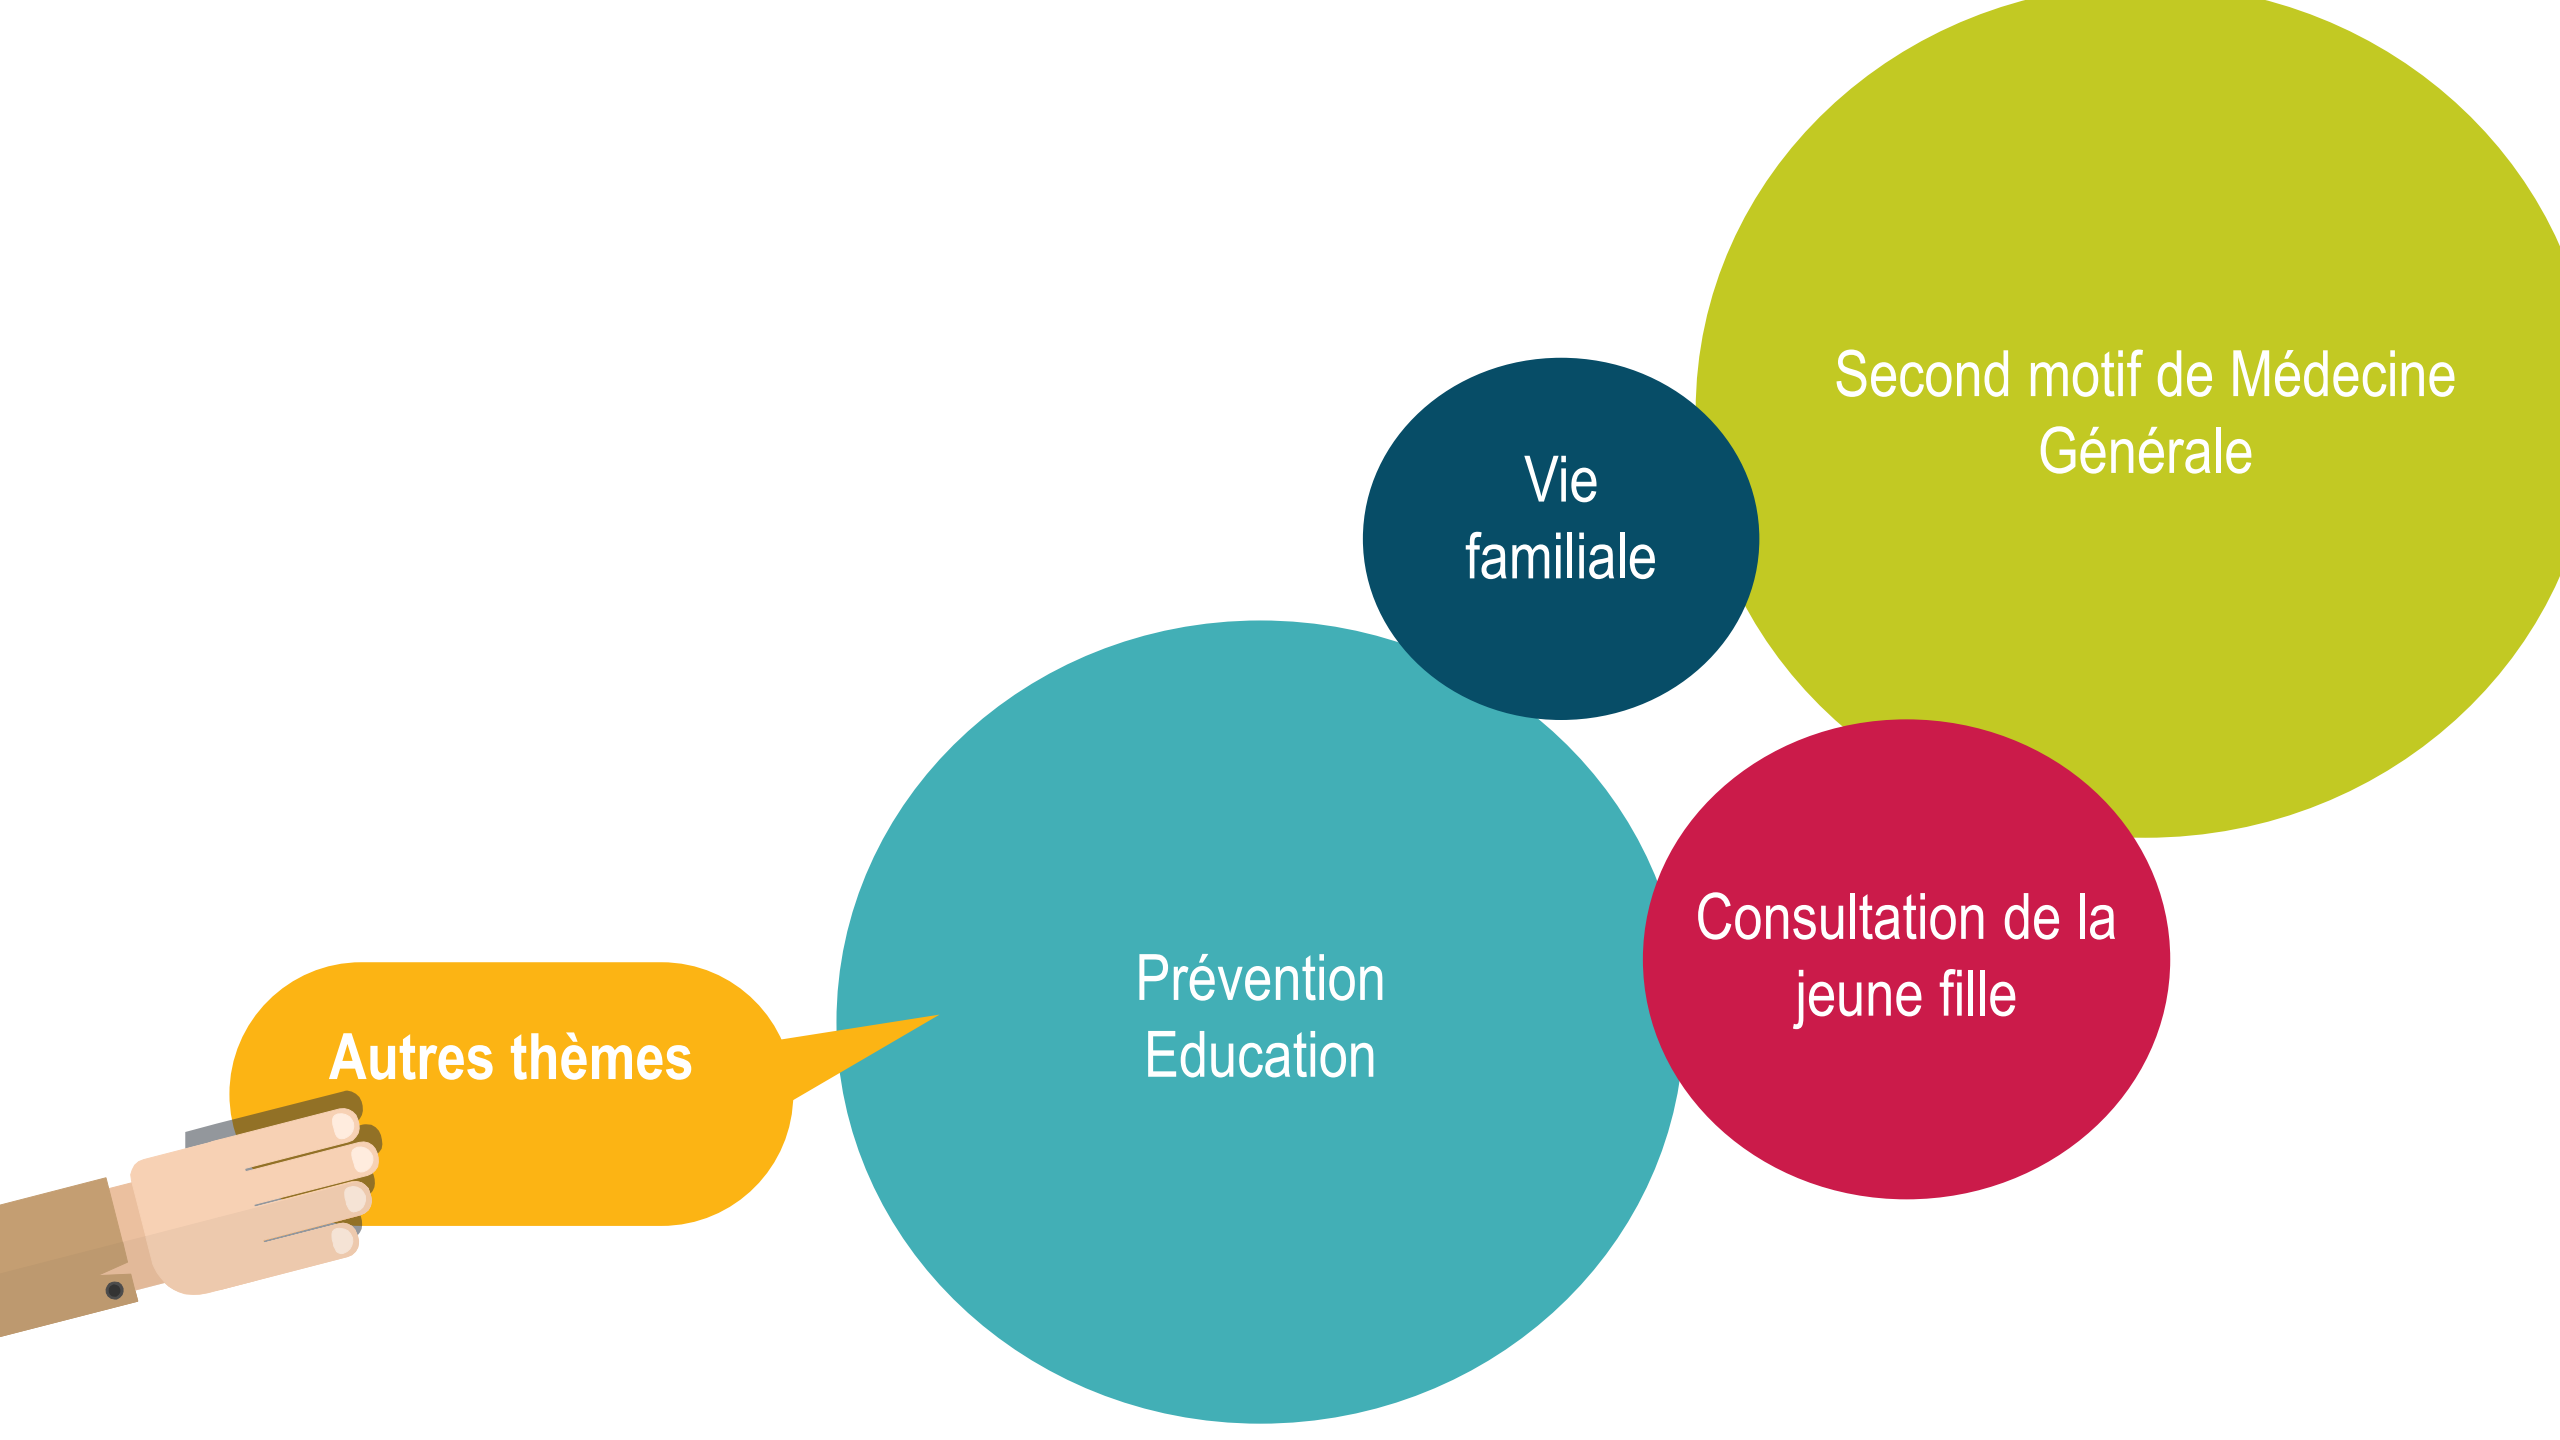 Second motif de Médecine
Générale
Vie
familiale
Consultation de la
jeune fille
Prévention
Education
Autres thèmes